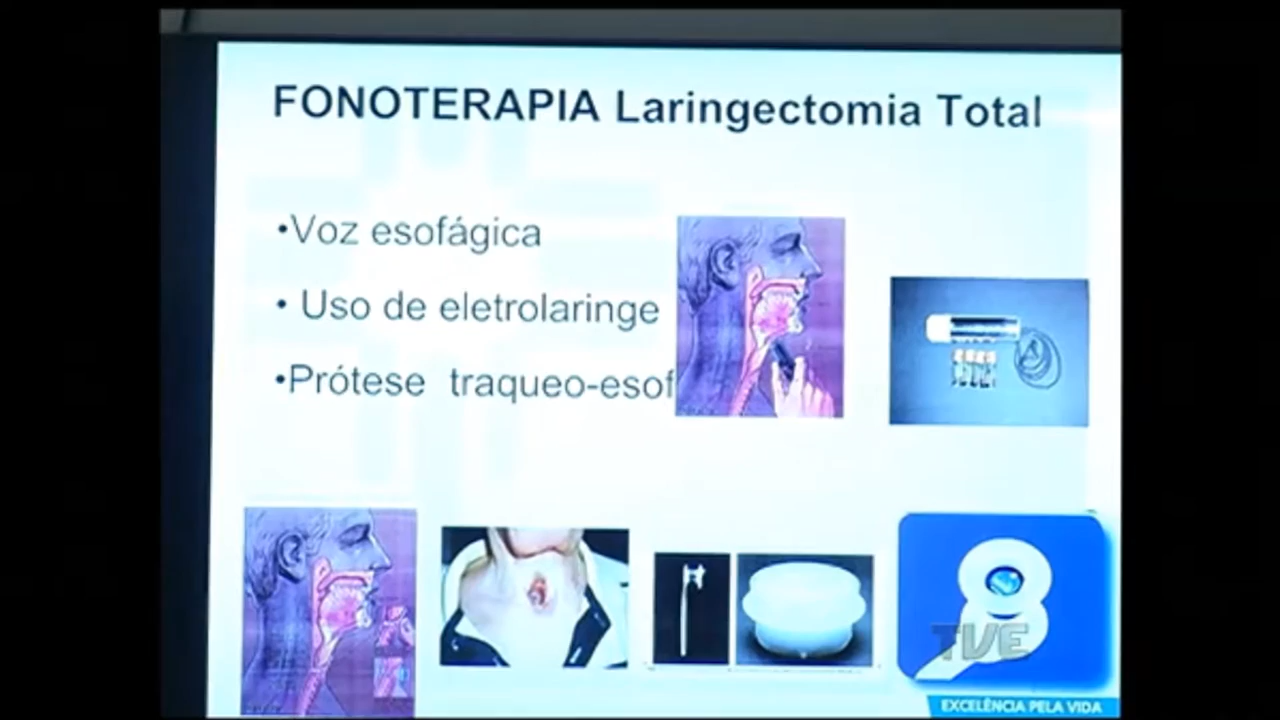 FONOTERAPIA Laringectomia Total
•Voz esofágica
• Uso de eletrolaringe
•Prótese traqueo-esof
TVE
EXCELÊNCIA PELA VIDA